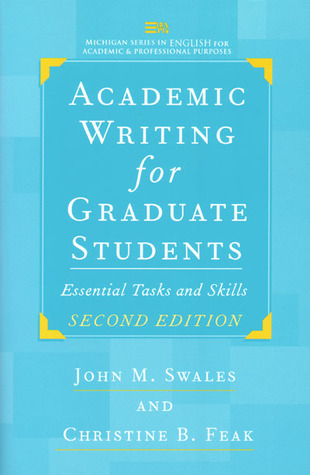 MICHIGAN SERIES IN ENGLISH FOR
ACADEMIC & PROFESSIONAL PURPOSES
ACADEMIC
WRITING for
GRADUATE
STUDENTS
Essential Tasks and Skills
SECOND EDITION
JOHN M. SWALES
AND
CHRISTINE B. FEAK